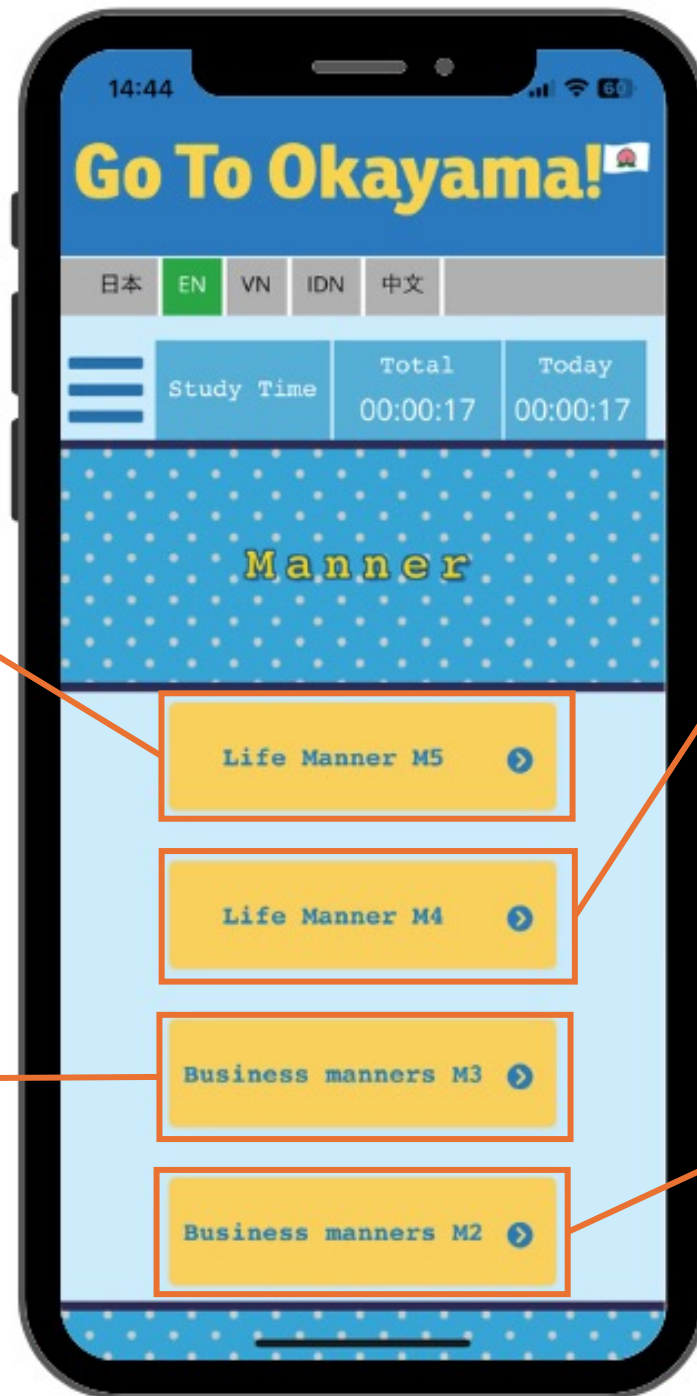 14:44
60
Go To Okayama!
日本 EN VN IDN 中文
Study Time
Total
00:00:17
Today
00:00:17
Manner
Life Manner M5
Life Manner M4
Business manners M3
Business manners M2